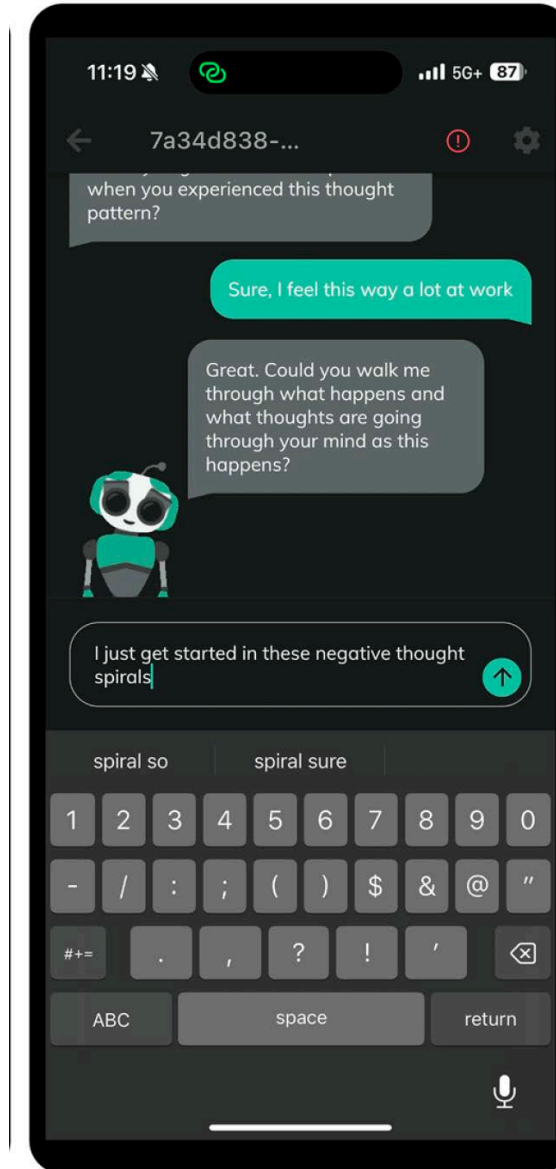 11:19
5G+ 87
7a34d838-...
when you experienced this thought
pattern?
Sure, I feel this way a lot at work
Great. Could you walk me
through what happens and
what thoughts are going
through your mind as this
happens?
I just get started in these negative thought
spirals
spiral so spiral sure
1 2 3 4 5 6 7 8 9 0
- / : ; ( ) $ & @ "
#+= . , ? ! '
ABC space return